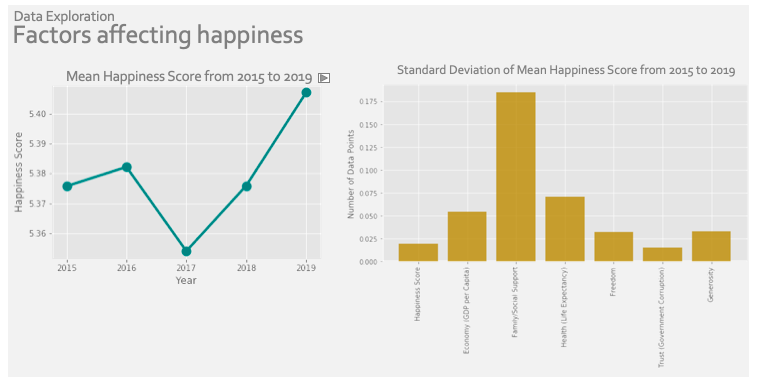 Data Exploration
Factors affecting happiness
Mean Happiness Score from 2015 to 2019
Happiness Score
5.40
5.39
5.38
5.37
5.36
2015 2016 2017 2018 2019
Year
Standard Deviation of Mean Happiness Score from 2015 to 2019
Number of Data Points
0.175
0.150
0.125
0.100
0.075
0.050
0.025
0.000
Happiness Score
Economy (GDP per Capita)
Family/Social Support
Health (Life Expectancy)
Freedom
Trust (Government Corruption)
Generosity